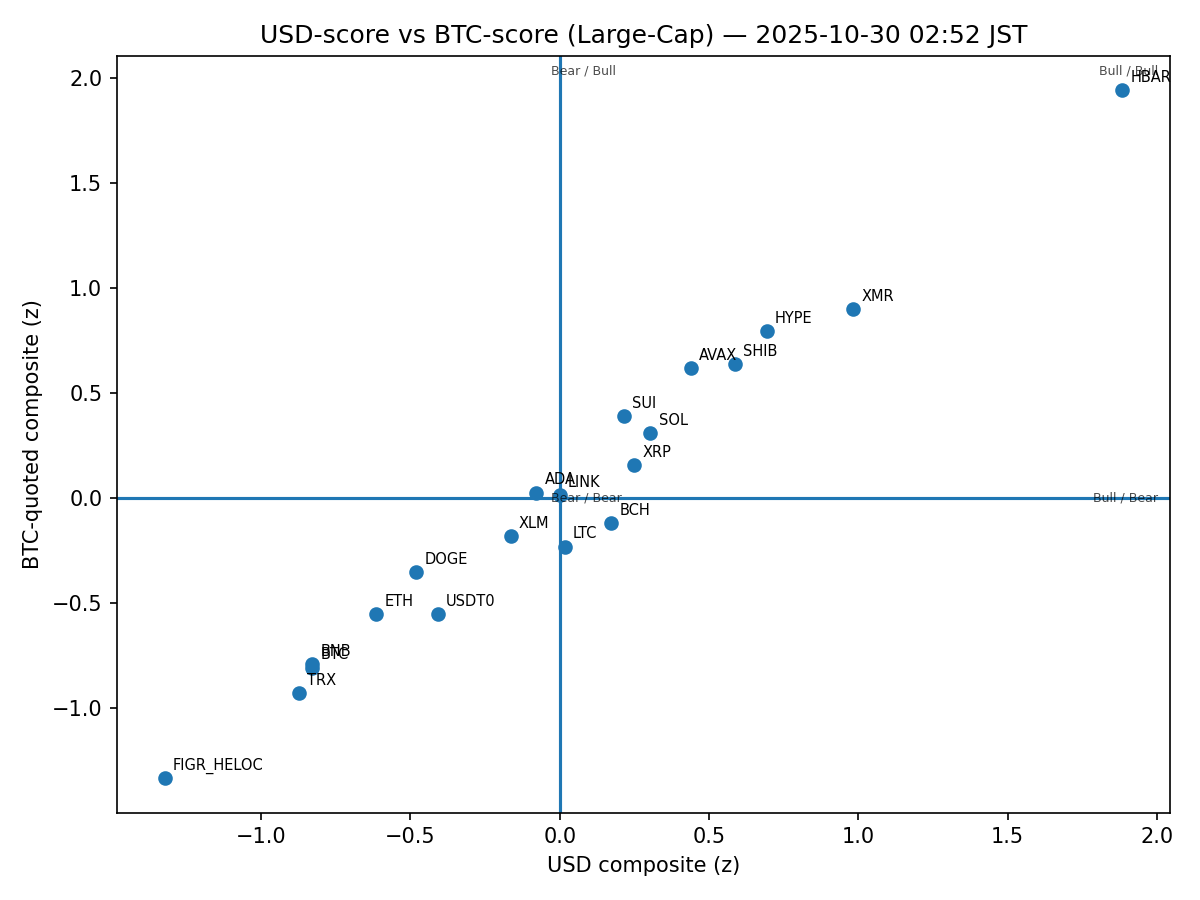 USD-score vs BTC-score (Large-Cap) — 2025-10-30 02:52 JST
Bear / Bull
Bull / Bull
HBAR
2.0
1.5
1.0
0.5
0.0
−0.5
−1.0
BTC-quoted composite (z)
XMR
HYPE
SHIB
AVAX
SUI
SOL
XRP
ADA
LINK
Bear / Bear
Bull / Bear
BCH
XLM
LTC
DOGE
ETH
USDT0
BNB
BTC
TRX
FIGR_HELOC
−1.0
−0.5
0.0
0.5
1.0
1.5
2.0
USD composite (z)